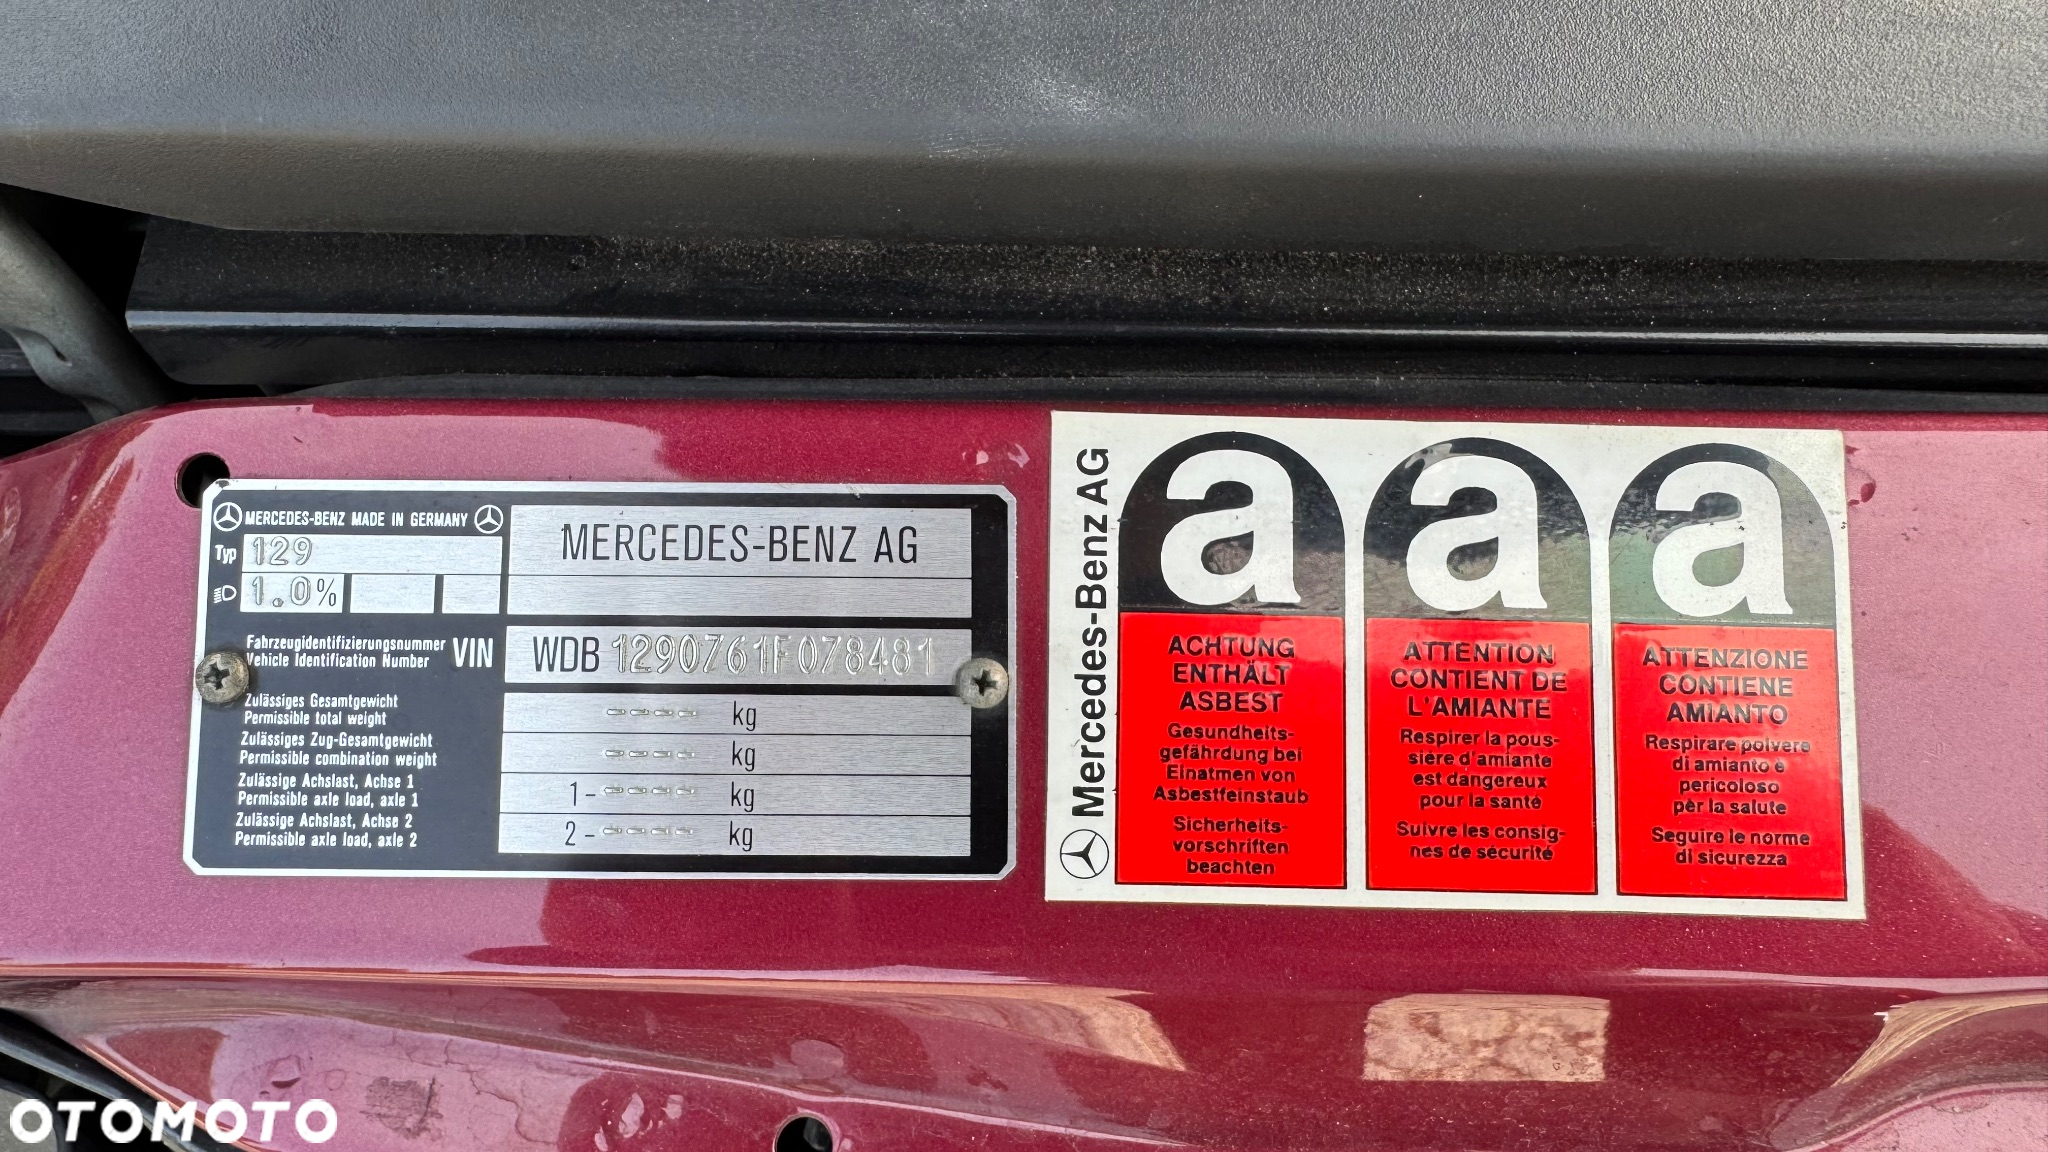 MERCEDES-BENZ MADE IN GERMANY
Typ 129
1.0%
MERCEDES-BENZ AG
Fahrzeugidentifizierungsnummer
Vehicle Identification Number
VIN
WDB 1290761F078481
Zulässiges Gesamtgewicht
Permissible total weight
---- kg
Zulässiges Zug-Gesamtgewicht
Permissible combination weight
---- kg
Zulässige Achslast, Achse 1
Permissible axle load, axle 1
1- ---- kg
Zulässige Achslast, Achse 2
Permissible axle load, axle 2
2- ---- kg
Mercedes-Benz AG
a
ACHTUNG
ENTHÄLT
ASBEST
Gesundheits-
gefährdung bei
Einatmen von
Asbestfeinstaub
Sicherheits-
vorschriften
beachten
a
ATTENTION
CONTIENT DE
L'AMIANTE
Respirer la pous-
sière d'amiante
est dangereux
pour la santé
Suivre les consig-
nes de sécurité
a
ATTENZIONE
CONTIENE
AMIANTO
Respirare polvere
di amianto è
pericoloso
pèr la salute
Seguire le norme
di sicurezza
OTOMOTO